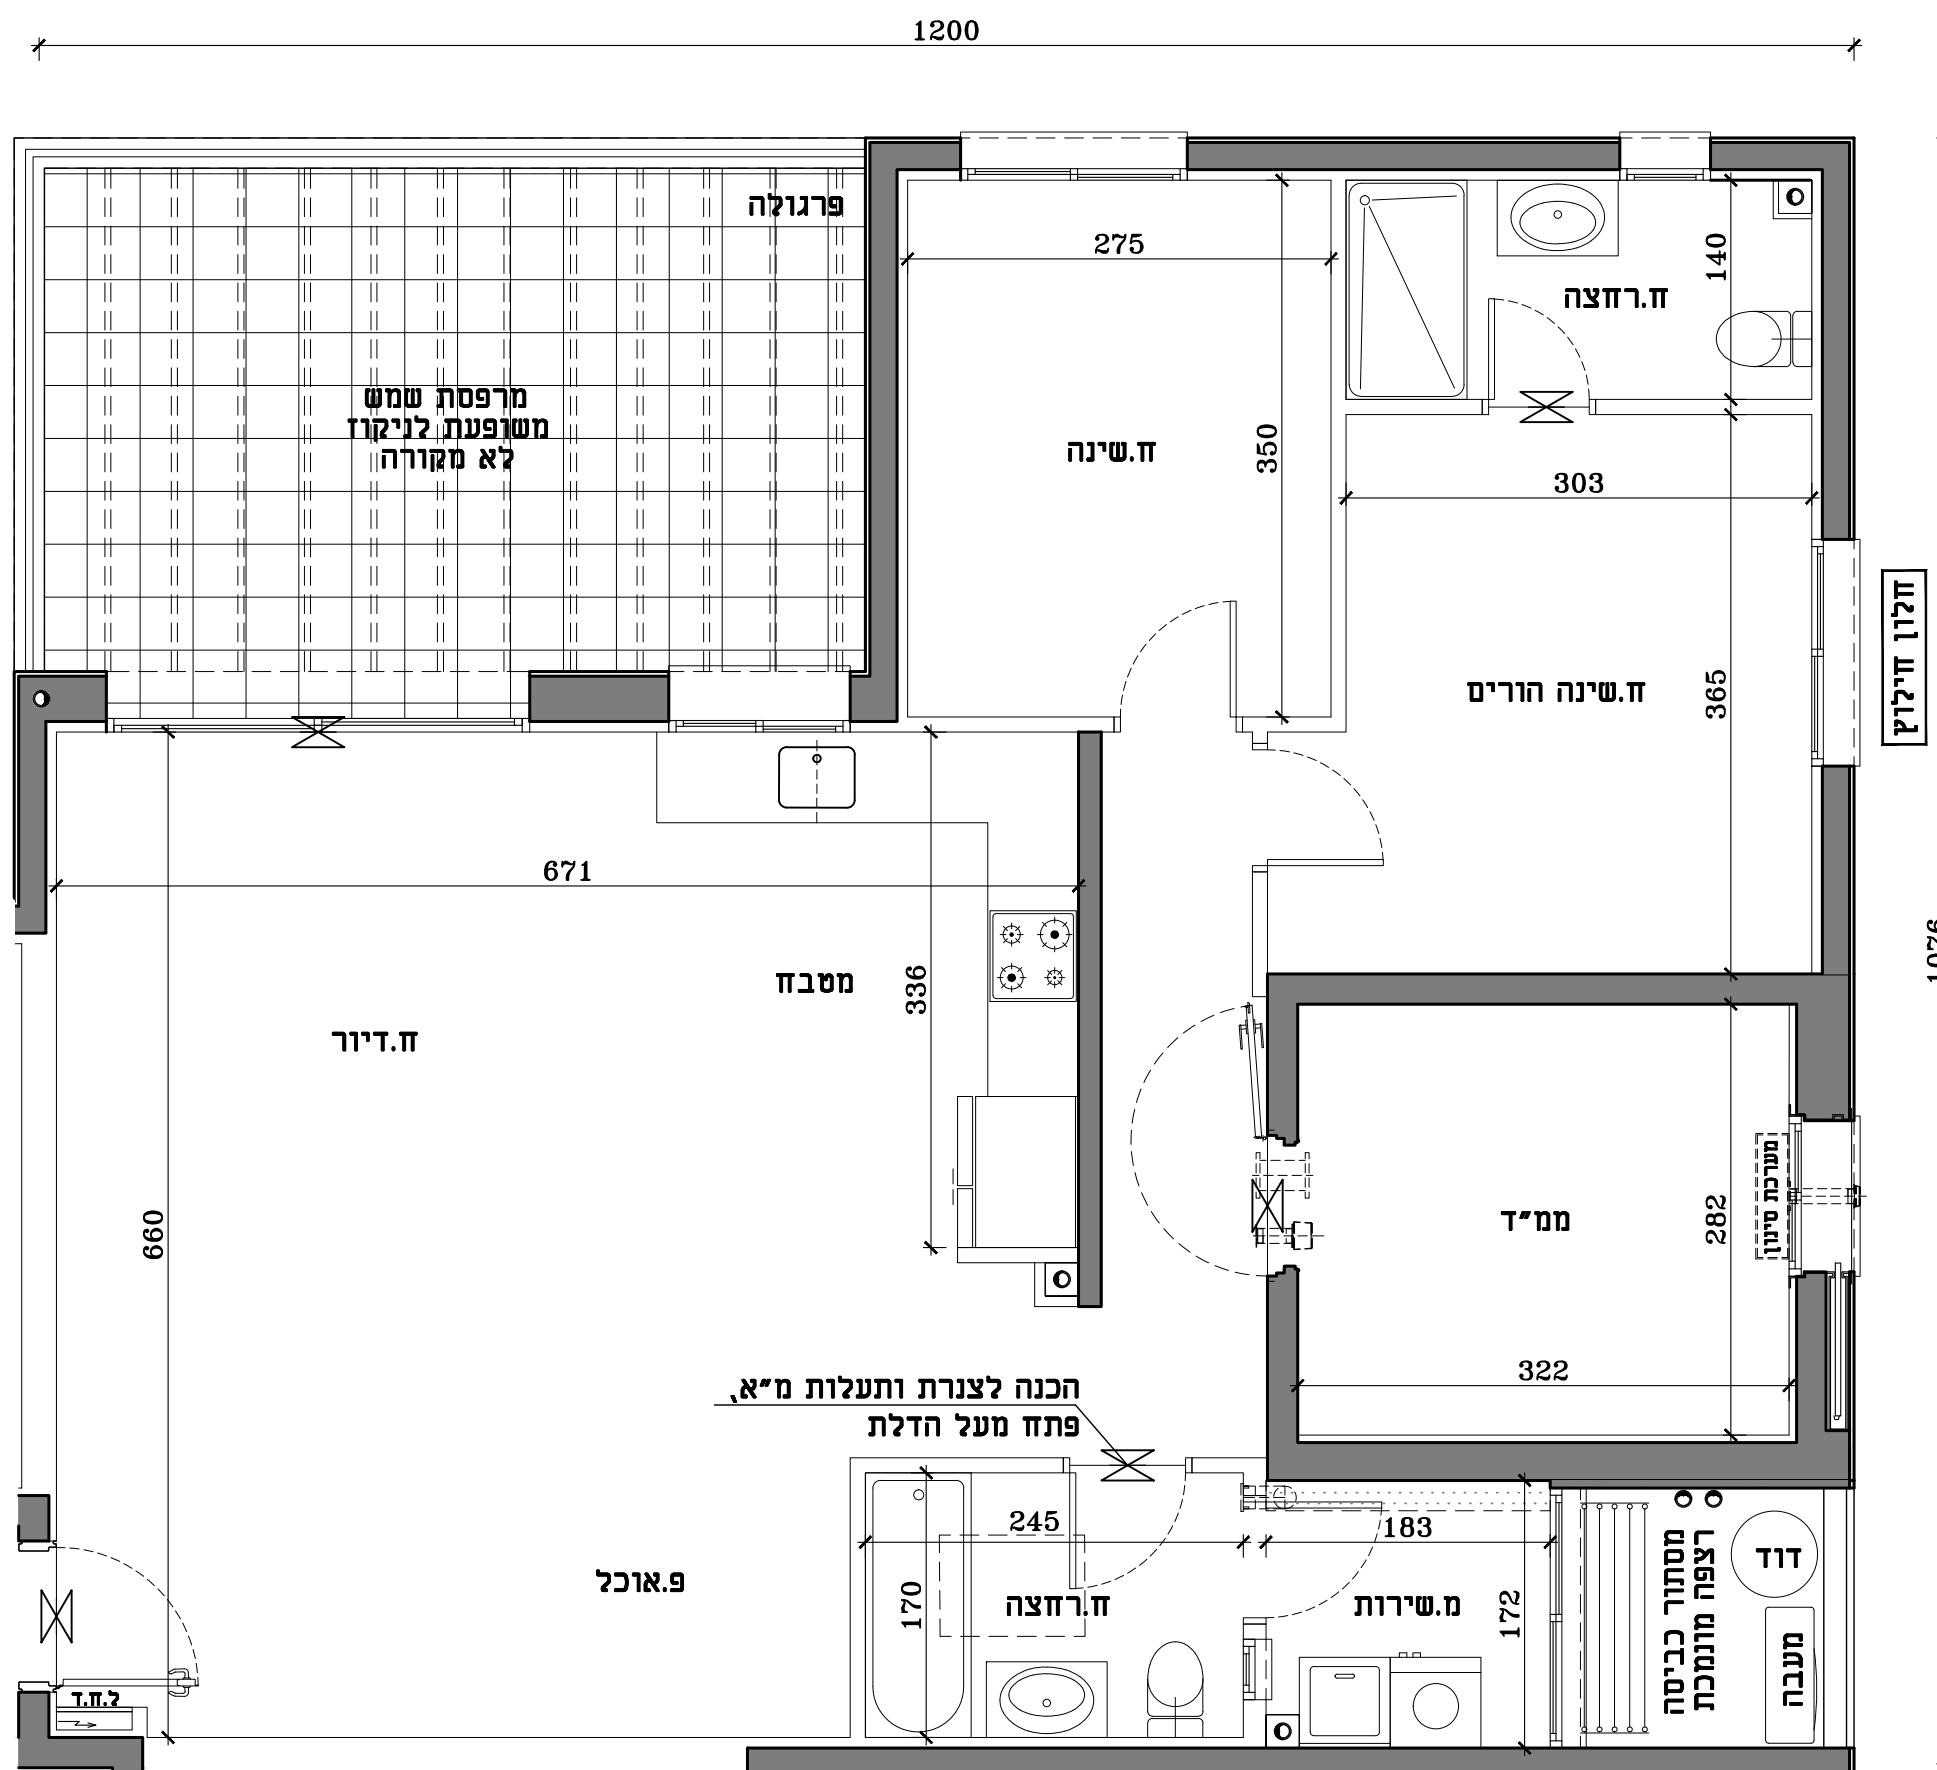 1200
פרגולה
275
140
ח.רחצה
מרפסת שמש
משופעת לניקוז
לא מקורה
ח.שינה
350
303
חלון חילוץ
ח.שינה הורים
365
671
מטבח
336
1076
ח.דיור
660
ממ״ד
282
מערכת סינון
322
הכנה לצנרת ותעלות מ״א,
פתח מעל הדלת
245
183
170
ח.רחצה
172
מ.שירות
מסתור כביסה
רצפה מונמכת
דוד
מעבה
פ.אוכל
ל.ח.ד